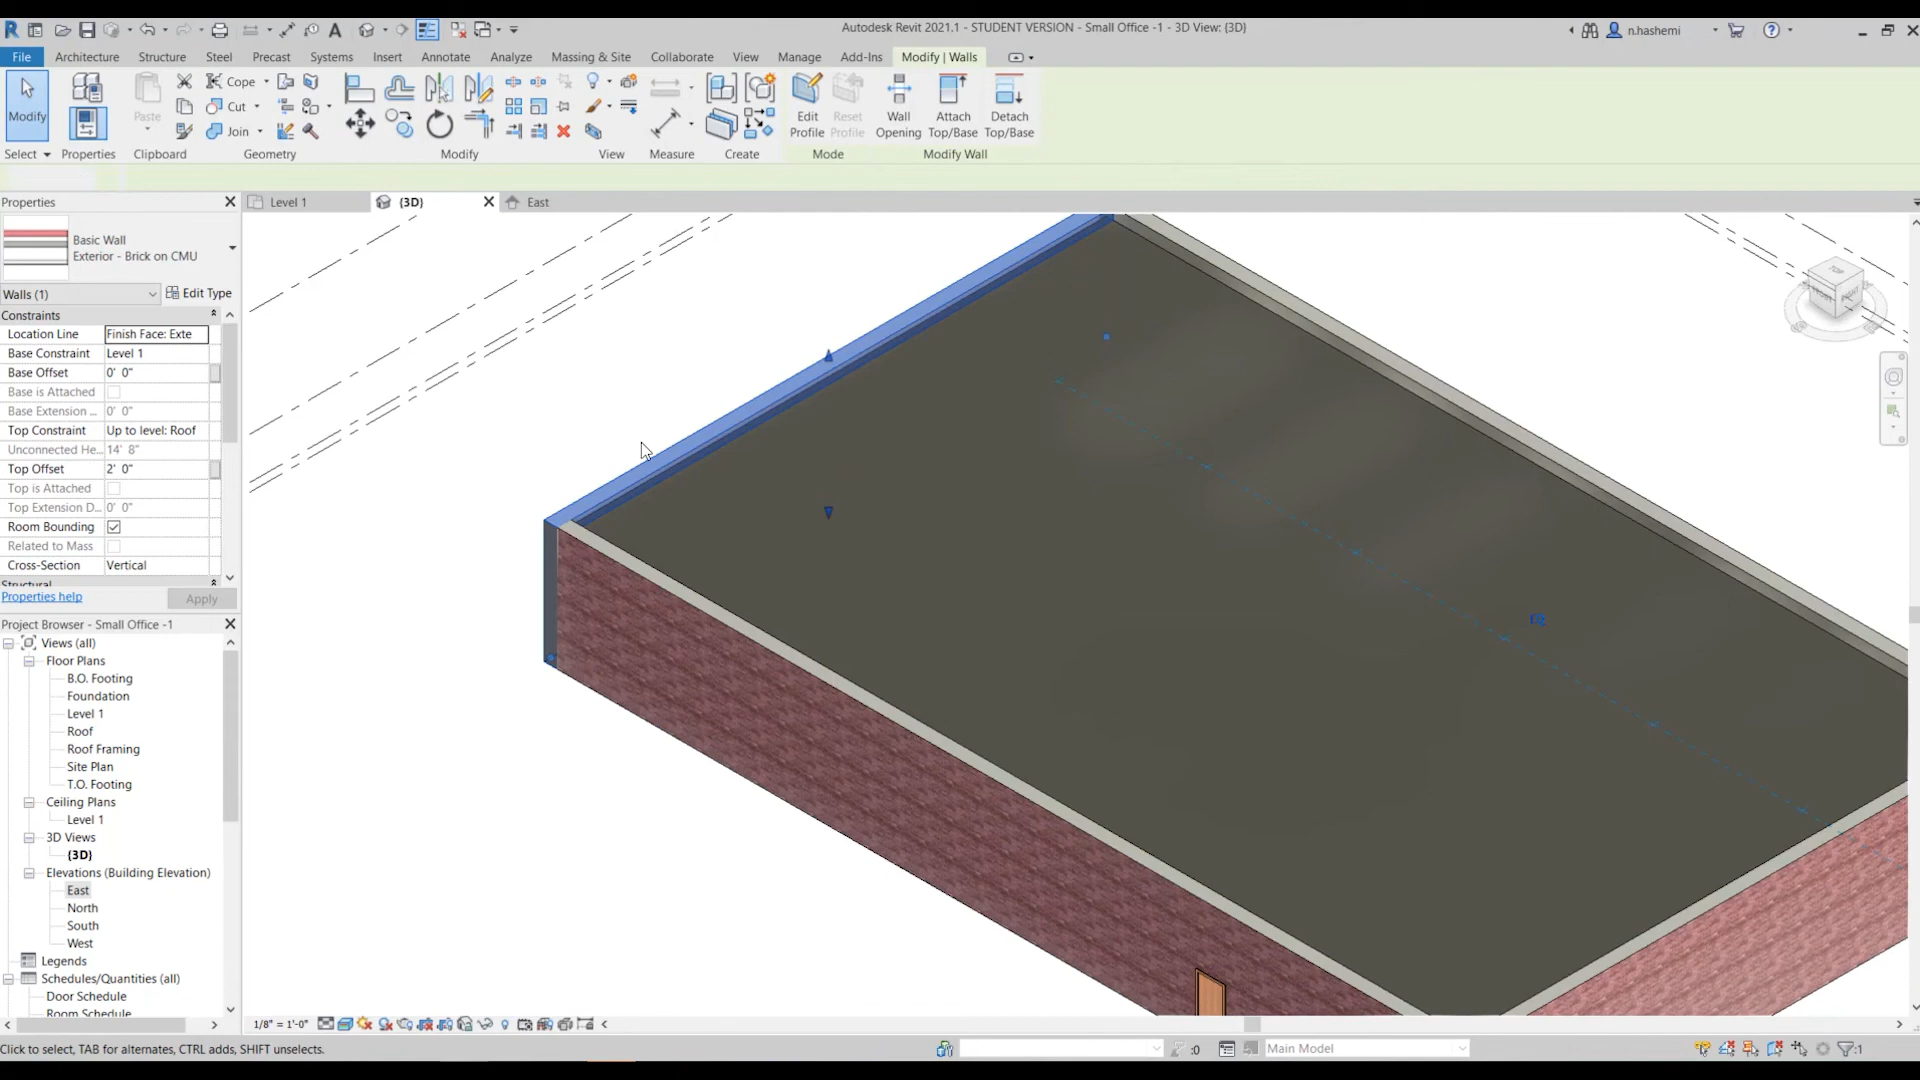 Autodesk Revit 2021.1 - STUDENT VERSION - Small Office -1 - 3D View: {3D}
n.hashemi
File Architecture Structure Steel Precast Systems Insert Annotate Analyze Massing & Site Collaborate View Manage Add-Ins Modify | Walls
Modify Paste Cope Cut Join
Edit Profile Reset Profile Wall Opening Attach Top/Base Detach Top/Base
Select Properties Clipboard Geometry Modify View Measure Create Mode Modify Wall
Properties
Level 1 {3D} East
Basic Wall
Exterior - Brick on CMU
Walls (1) Edit Type
Constraints
Location Line Finish Face: Exte
Base Constraint Level 1
Base Offset 0' 0"
Base is Attached
Base Extension ... 0' 0"
Top Constraint Up to level: Roof
Unconnected He... 14' 8"
Top Offset 2' 0"
Top is Attached
Top Extension D... 0' 0"
Room Bounding
Related to Mass
Cross-Section Vertical
Structural
Properties help Apply
Project Browser - Small Office -1
Views (all)
Floor Plans
B.O. Footing
Foundation
Level 1
Roof
Roof Framing
Site Plan
T.O. Footing
Ceiling Plans
Level 1
3D Views
{3D}
Elevations (Building Elevation)
East
North
South
West
Legends
Schedules/Quantities (all)
Door Schedule
Room Schedule
TOP
FRONT RIGHT
EQ
1/8" = 1'-0"
Click to select, TAB for alternates, CTRL adds, SHIFT unselects.
:0
Main Model
:1